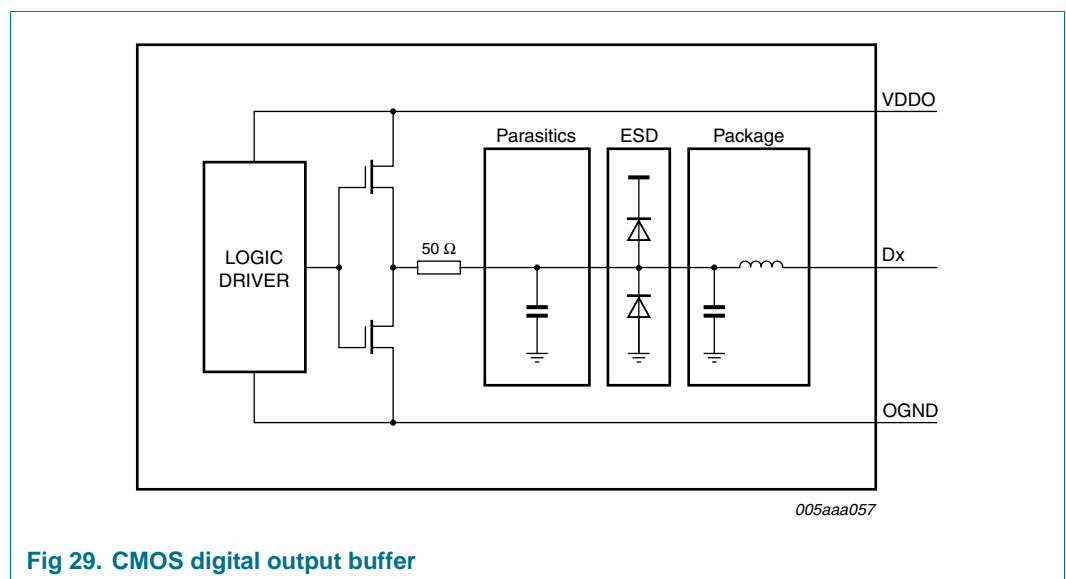 VDDO
Parasitics ESD Package
50 Ω
LOGIC
DRIVER
Dx
OGND
005aaa057
Fig 29. CMOS digital output buffer